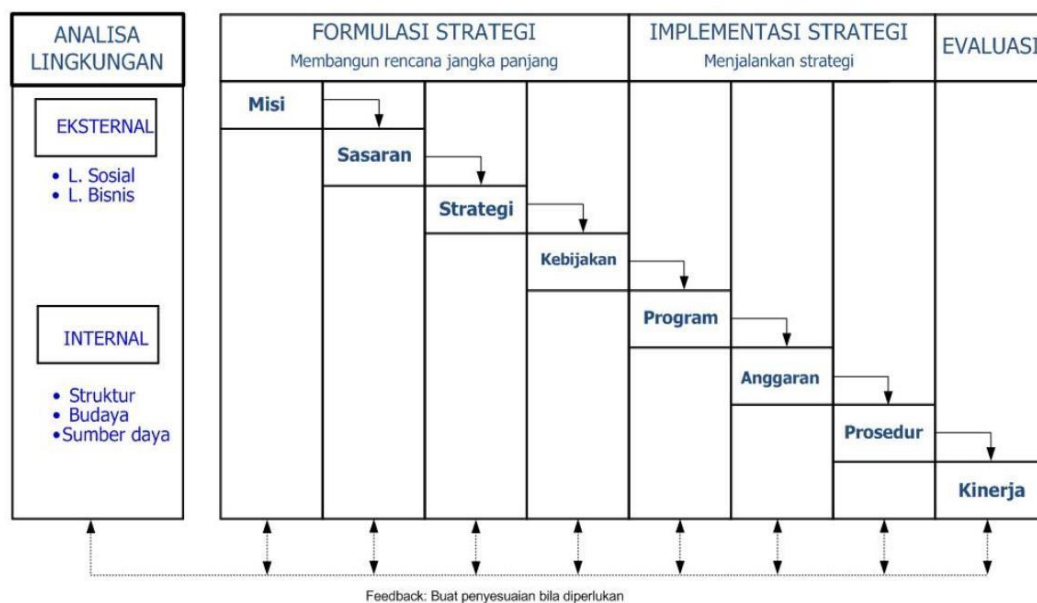 ANALISA
LINGKUNGAN
FORMULASI STRATEGI
Membangun rencana jangka panjang
IMPLEMENTASI STRATEGI
Menjalankan strategi
EVALUASI
EKSTERNAL
• L. Sosial
• L. Bisnis
INTERNAL
• Struktur
• Budaya
•Sumber daya
Misi
Sasaran
Strategi
Kebijakan
Program
Anggaran
Prosedur
Kinerja
Feedback: Buat penyesuaian bila diperlukan